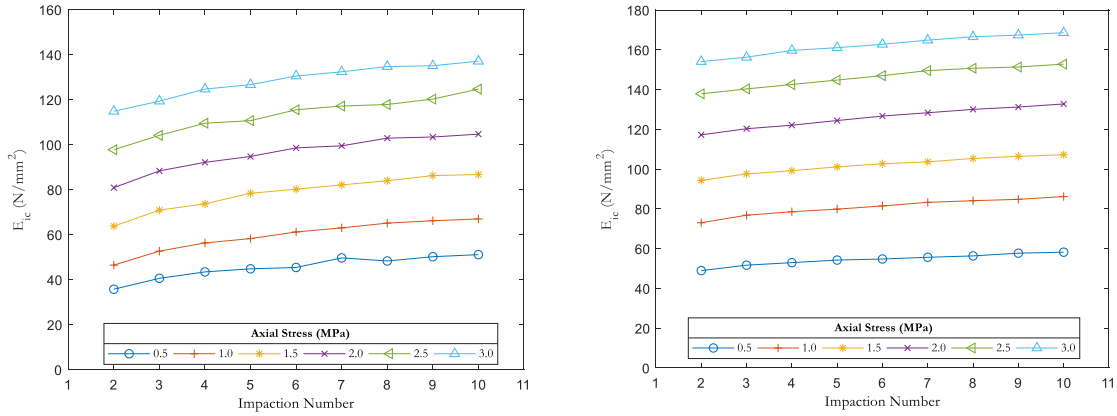 160
140
120
100
80
60
40
20
0
E_ic (N/mm²)
Axial Stress (MPa)
0.5 1.0 1.5 2.0 2.5 3.0
1 2 3 4 5 6 7 8 9 10 11
Impaction Number
180
160
140
120
100
80
60
40
20
0
E_ic (N/mm²)
Axial Stress (MPa)
0.5 1.0 1.5 2.0 2.5 3.0
1 2 3 4 5 6 7 8 9 10 11
Impaction Number